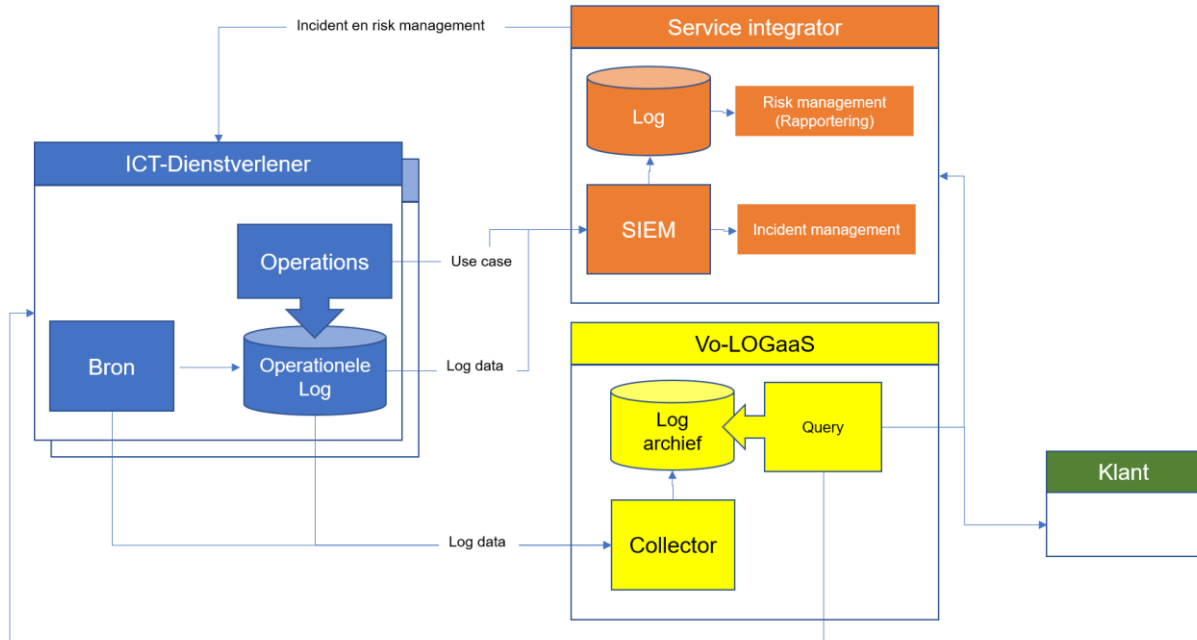 Incident en risk management
Service integrator
Log
Risk management
(Rapportering)
ICT-Dienstverlener
SIEM
Incident management
Operations
Use case
Bron
Operationele
Log
Log data
Vo-LOGaaS
Log
archief
Query
Klant
Log data
Collector